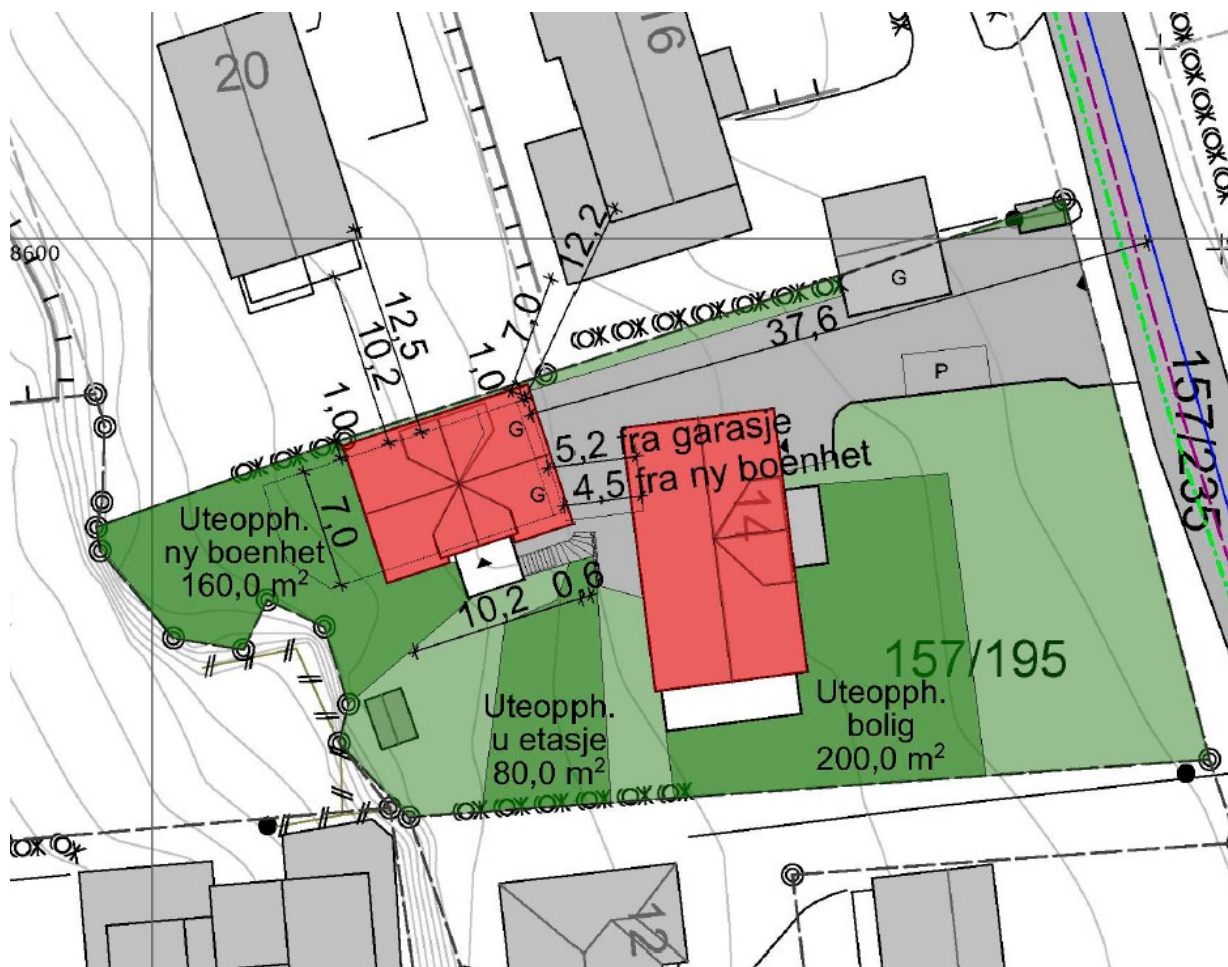 20
16
8600
12,2
7,0
12,5
10,2
1,0
1,0
G
37,6
P
G
5,2 fra garasje
4,5 fra ny boenhet
G
14
157/235
7,0
Uteopph.
ny boenhet
160,0 m²
10,2
0,6
157/195
Uteopph.
u etasje
80,0 m²
Uteopph.
bolig
200,0 m²
12